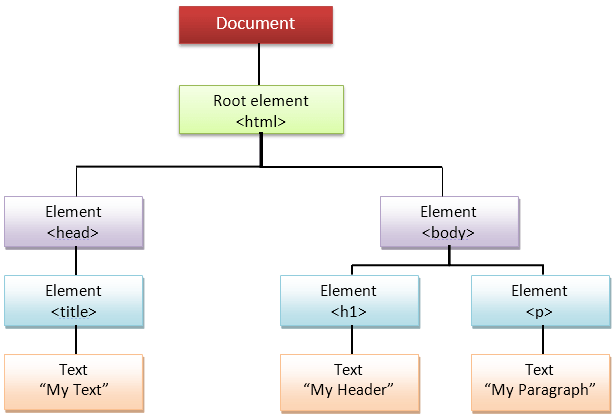 Document
Root element
<html>
Element
<head>
Element
<body>
Element
<title>
Element
<h1>
Element
<p>
Text
“My Text”
Text
“My Header”
Text
“My Paragraph”